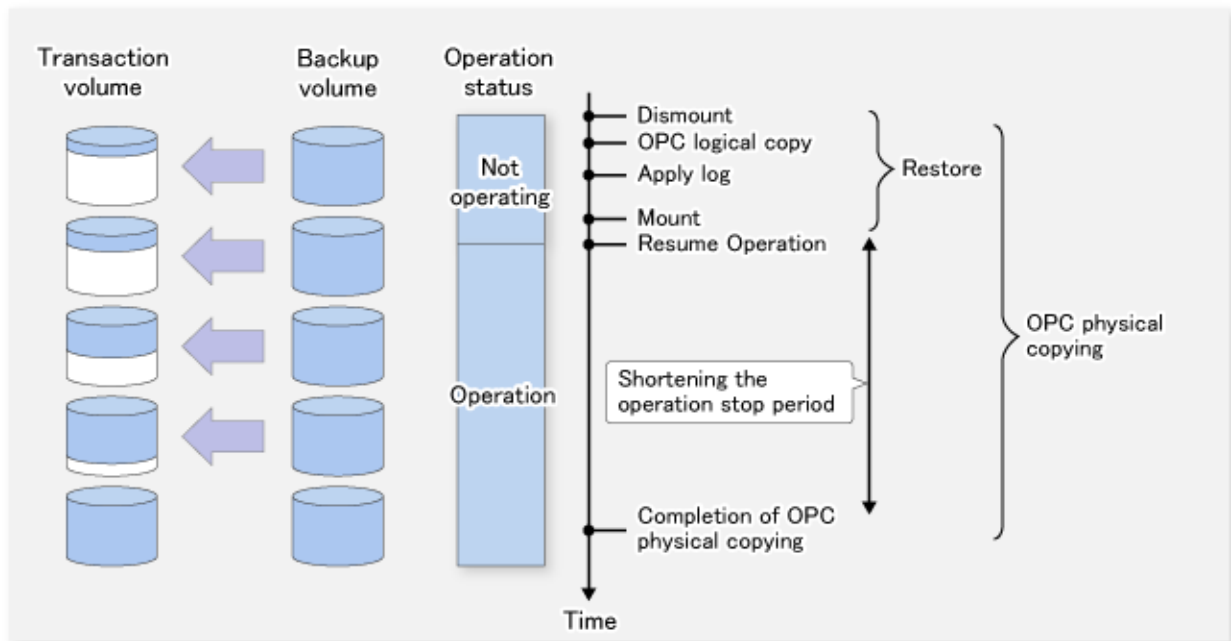 Transaction
volume
Backup
volume
Operation
status
Not
operating
Operation
Dismount
OPC logical copy
Apply log
Mount
Resume Operation
Restore
Shortening the
operation stop period
OPC physical
copying
Completion of OPC
physical copying
Time